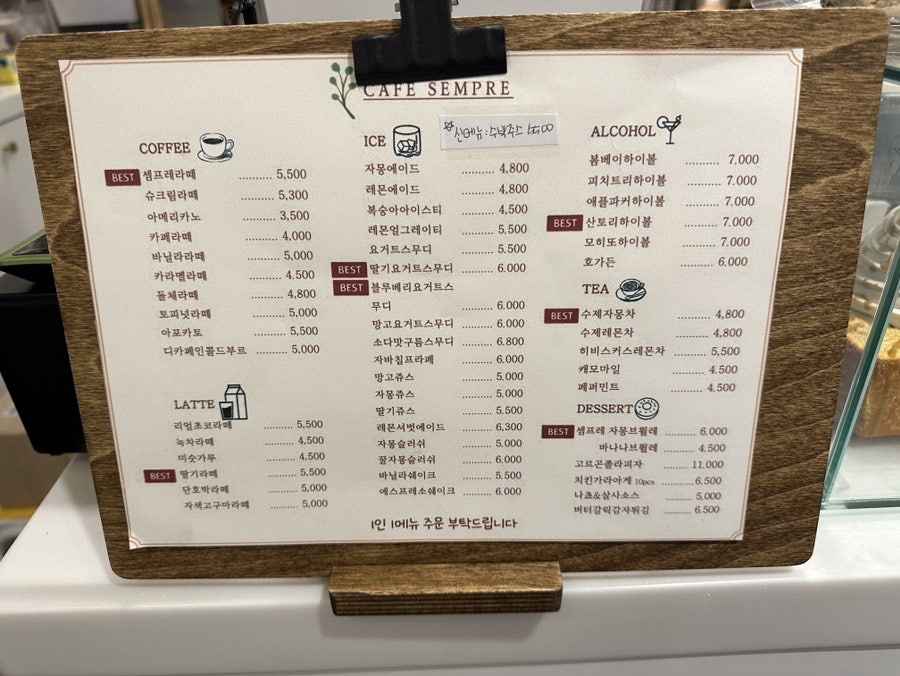 CAFE SEMPRE
COFFEE
BEST 셈프레라떼 .......... 5,500
슈크림라떼 .......... 5,300
아메리카노 .......... 3,500
카페라떼 .......... 4,000
바닐라라떼 .......... 5,000
카라멜라떼 .......... 4.500
돌체라떼 .......... 4,800
토피넛라떼 .......... 5,000
아포카토 .......... 5,500
디카페인콜드부르 .......... 5,000
LATTE
리얼초코라떼 .......... 5,500
녹차라떼 .......... 4,500
미숫가루 .......... 4,500
BEST 딸기라떼 .......... 5,500
단호박라떼 .......... 5,000
자색고구마라떼 .......... 5,000
ICE
신메뉴:수박쥬스
자몽에이드 .......... 4,800
레몬에이드 .......... 4,800
복숭아아이스티 .......... 4,500
레몬얼그레이티 .......... 5,500
요거트스무디 .......... 5.500
BEST 딸기요거트스무디 .......... 6.000
BEST 블루베리요거트스
무디 .......... 6.000
망고요거트스무디 .......... 6.000
소다맛구름스무디 .......... 6.800
자바칩프라페 .......... 6.000
망고쥬스 .......... 5.000
자몽쥬스 .......... 5.000
딸기쥬스 .......... 5.500
레몬셔벗에이드 .......... 6,300
자몽슬러쉬 .......... 5.000
꿀자몽슬러쉬 .......... 6.000
바닐라쉐이크 .......... 5.500
에스프레소쉐이크 .......... 6.000
ALCOHOL
봄베이하이볼 .......... 7.000
피치트리하이볼 .......... 7.000
애플파커하이볼 .......... 7.000
BEST 산토리하이볼 .......... 7.000
모히또하이볼 .......... 7.000
호가든 .......... 6.000
TEA
BEST 수제자몽차 .......... 4,800
수제레몬차 .......... 4,800
히비스커스레몬차 .......... 5,500
캐모마일 .......... 4.500
페퍼민트 .......... 4.500
DESSERT
BEST 셈프레 자몽브륄레 .......... 6.000
바나나브륄레 .......... 4.500
고르곤졸라피자 .......... 11.000
치킨가라아게 10pcs .......... 6.500
나쵸&살사소스 .......... 5.000
버터갈릭감자튀김 .......... 6.500
1인 1메뉴 주문 부탁드립니다